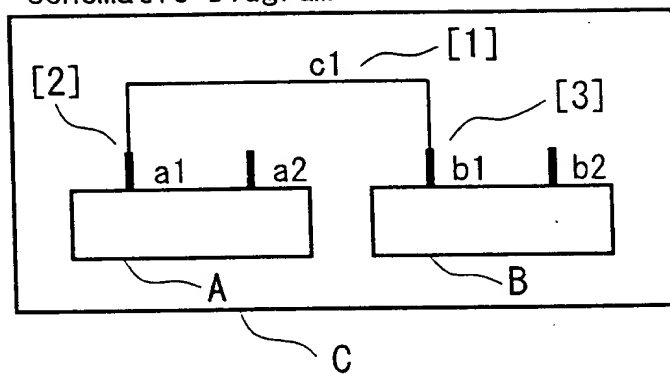 Schematic Diagram
c1 [1]
[2] [3]
a1 a2 b1 b2
A B
C